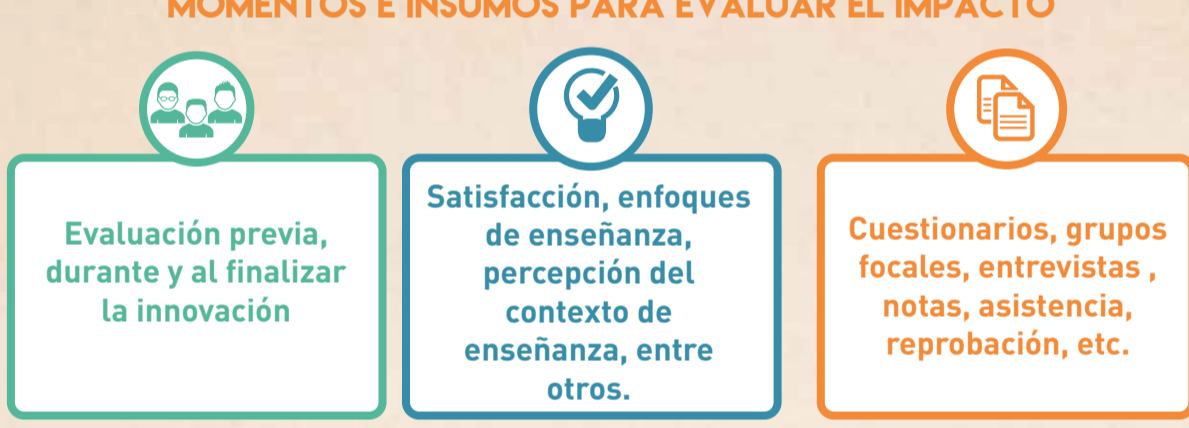 MOMENTOS E INSUMOS PARA EVALUAR EL IMPACTO
Evaluación previa,
durante y al finalizar
la innovación
Satisfacción, enfoques
de enseñanza,
percepción del
contexto de
enseñanza, entre
otros.
Cuestionarios, grupos
focales, entrevistas ,
notas, asistencia,
reprobación, etc.